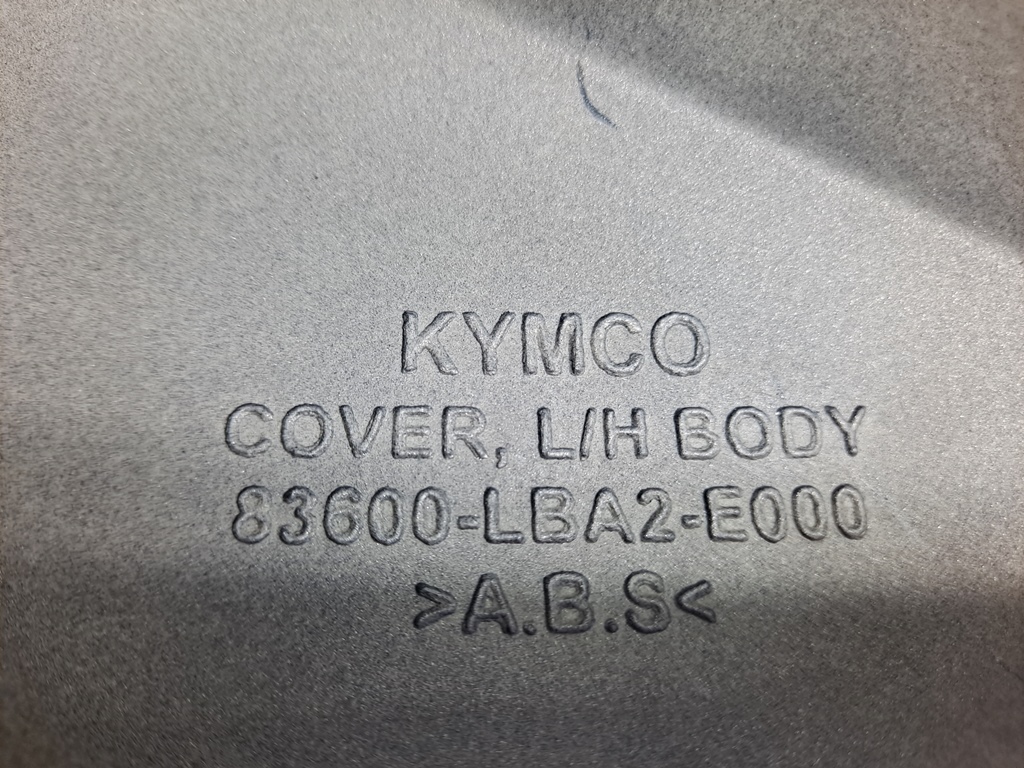 KYMCO
COVER, L/H BODY
83600-LBA2-E000
>A.B.S<